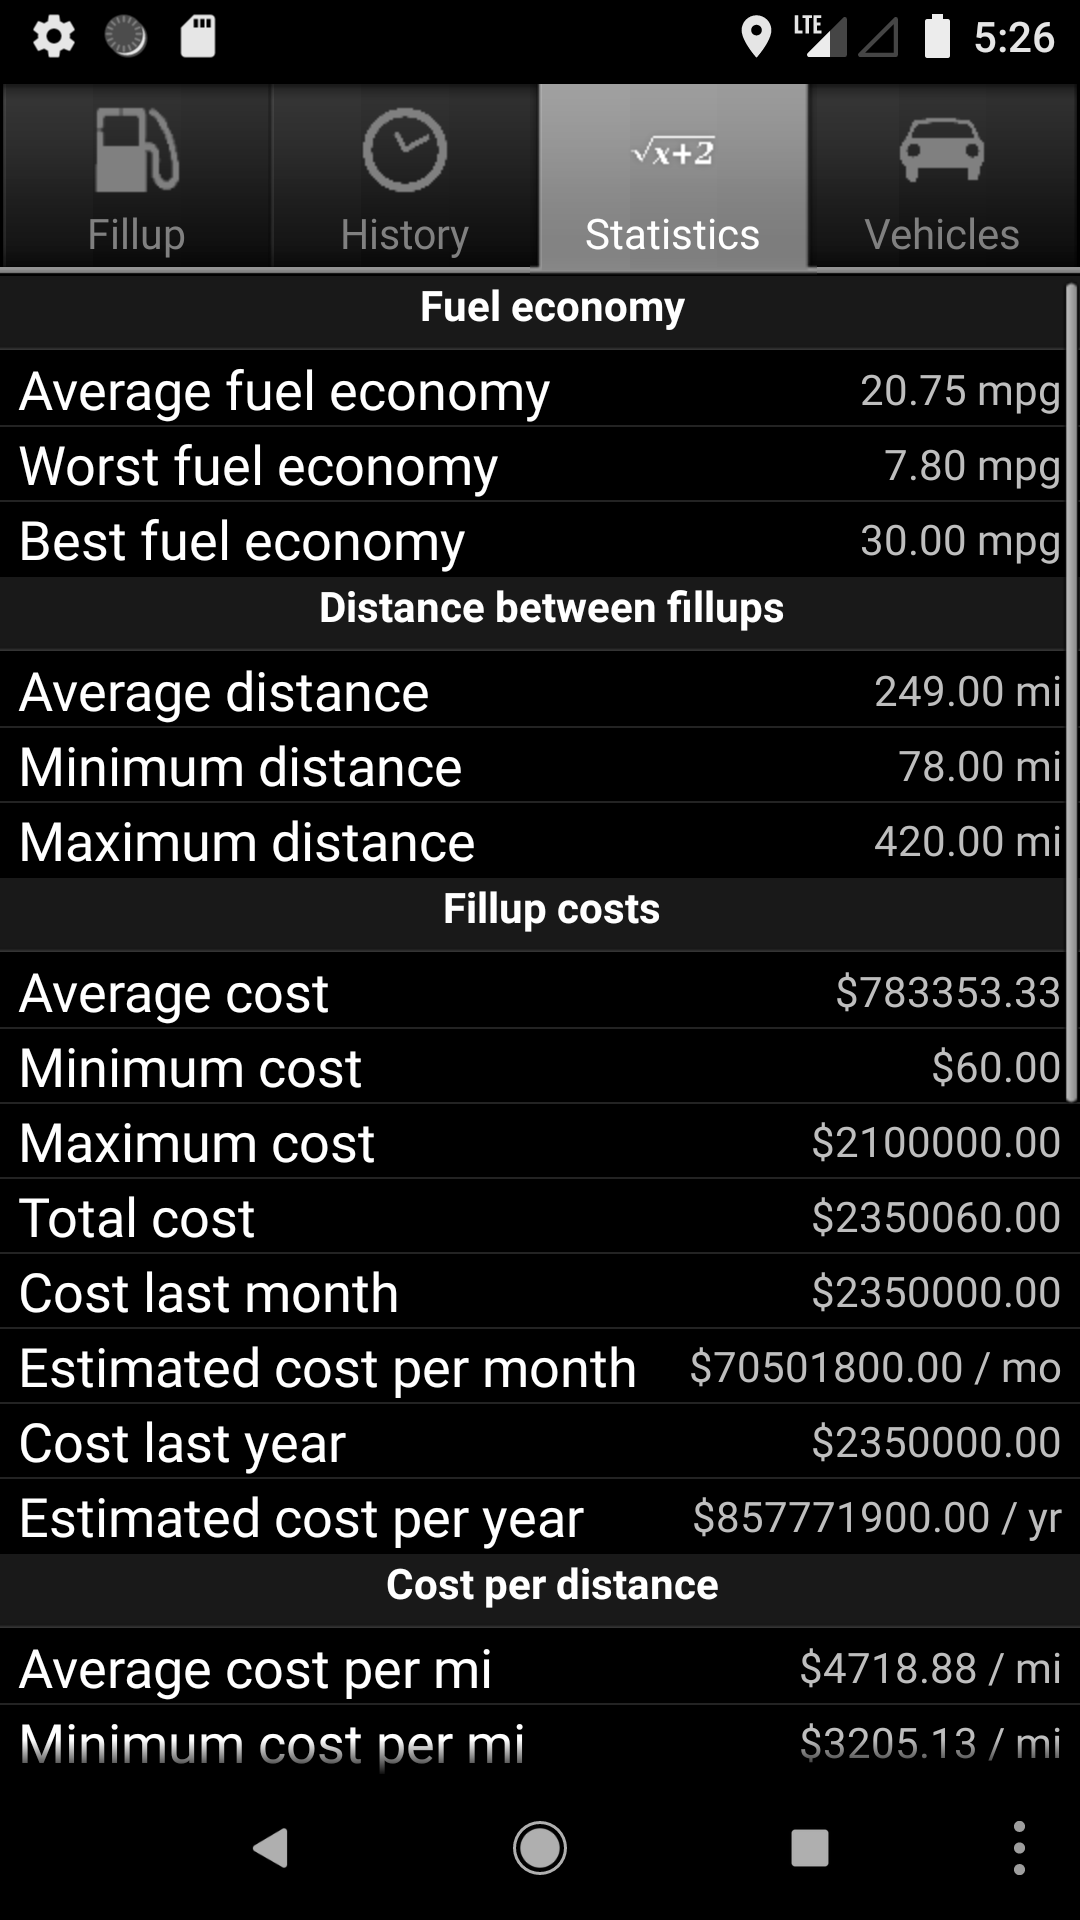 LTE 5:26
√x+2
Fillup History Statistics Vehicles
Fuel economy
Average fuel economy 20.75 mpg
Worst fuel economy 7.80 mpg
Best fuel economy 30.00 mpg
Distance between fillups
Average distance 249.00 mi
Minimum distance 78.00 mi
Maximum distance 420.00 mi
Fillup costs
Average cost $783353.33
Minimum cost $60.00
Maximum cost $2100000.00
Total cost $2350060.00
Cost last month $2350000.00
Estimated cost per month $70501800.00 / mo
Cost last year $2350000.00
Estimated cost per year $857771900.00 / yr
Cost per distance
Average cost per mi $4718.88 / mi
Minimum cost per mi $3205.13 / mi